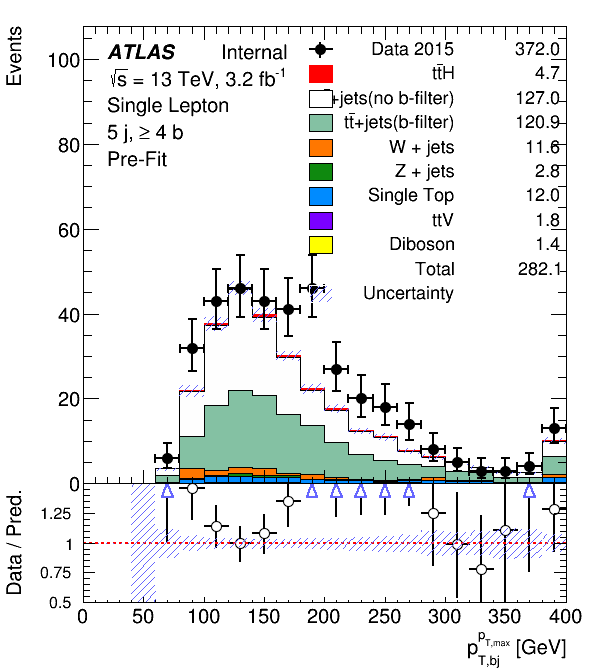 Events
100
80
60
40
20
0
ATLAS Internal
√s = 13 TeV, 3.2 fb⁻¹
Single Lepton
5 j, ≥ 4 b
Pre-Fit
Data 2015 372.0
tt̄H 4.7
+jets(no b-filter) 127.0
tt̄+jets(b-filter) 120.9
W + jets 11.6
Z + jets 2.8
Single Top 12.0
ttV 1.8
Diboson 1.4
Total 282.1
Uncertainty
Data / Pred.
1.25
1
0.75
0.5
0 50 100 150 200 250 300 350 400
p_{T,bj}^{p_{T,max}} [GeV]